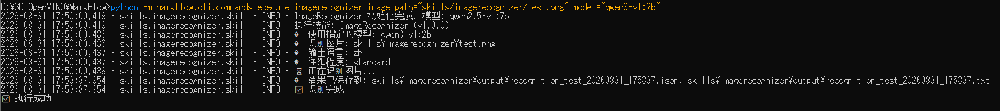 D:¥SD_OpenVINO¥MarkFlow>python -m markflow.cli.commands execute imagerecognizer image_path="skills/imagerecognizer/test.png" model="qwen3-vl:2b"
2026-08-31 17:50:00,419 - skills.imagerecognizer.skill - INFO - ImageRecognizer 初始化完成, 模型: qwen2.5-vl:7b
2026-08-31 17:50:00,419 - skills.imagerecognizer.skill - INFO - 执行技能: ImageRecognizer (v1.0.0)
2026-08-31 17:50:00,436 - skills.imagerecognizer.skill - INFO - � 使用指定的模型: qwen3-vl:2b
2026-08-31 17:50:00,436 - skills.imagerecognizer.skill - INFO - � 识别图片: skills¥imagerecognizer¥test.png
2026-08-31 17:50:00,437 - skills.imagerecognizer.skill - INFO - � 输出语言: zh
2026-08-31 17:50:00,437 - skills.imagerecognizer.skill - INFO - � 详细程度: standard
2026-08-31 17:50:00,438 - skills.imagerecognizer.skill - INFO - ⏳ 正在识别图片...
2026-08-31 17:53:37,954 - skills.imagerecognizer.skill - INFO - � 结果已保存到: skills¥imagerecognizer¥output¥recognition_test_20260831_175337.json, skills¥imagerecognizer¥output¥recognition_test_20260831_175337.txt
2026-08-31 17:53:37,954 - skills.imagerecognizer.skill - INFO - ✅ 识别完成
✅ 执行成功